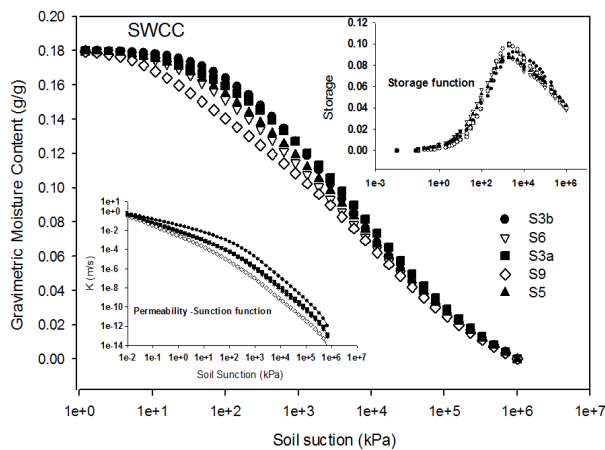 SWCC
Gravimetric Moisture Content (g/g)
0.20
0.18
0.16
0.14
0.12
0.10
0.08
0.06
0.04
0.02
0.00
1e+0 1e+1 1e+2 1e+3 1e+4 1e+5 1e+6 1e+7
Soil suction (kPa)
Storage
0.12
0.10
0.08
0.06
0.04
0.02
0.00
Storage function
1e-3 1e+0 1e+2 1e+4 1e+6
S3b
S6
S3a
S9
S5
K (m/s)
1e+1
1e+0
1e-2
1e-4
1e-6
1e-8
1e-10
1e-12
1e-14
Permeability -Sunction function
1e-2 1e-1 1e+0 1e+1 1e+2 1e+3 1e+4 1e+5 1e+6 1e+7
Soil Sunction (kPa)